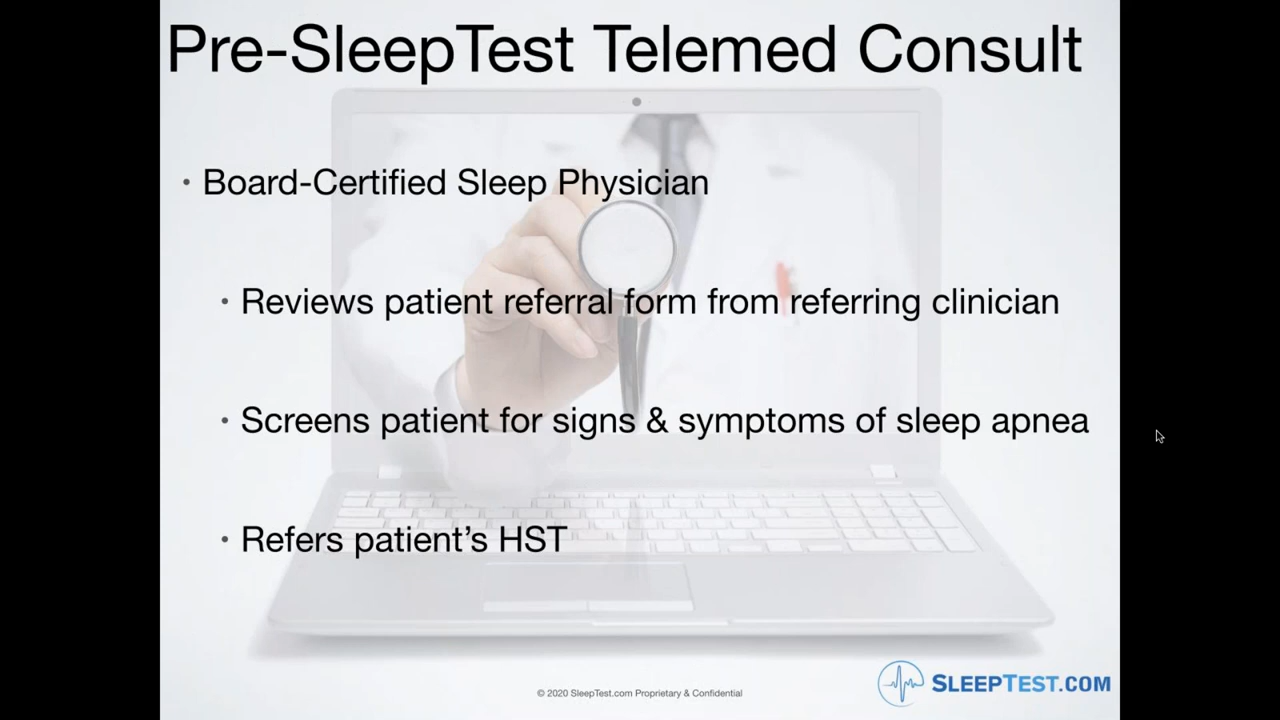 Pre-SleepTest Telemed Consult
• Board-Certified Sleep Physician
• Reviews patient referral form from referring clinician
• Screens patient for signs & symptoms of sleep apnea
• Refers patient’s HST
© 2020 SleepTest.com Proprietary & Confidential
SLEEPTEST.COM